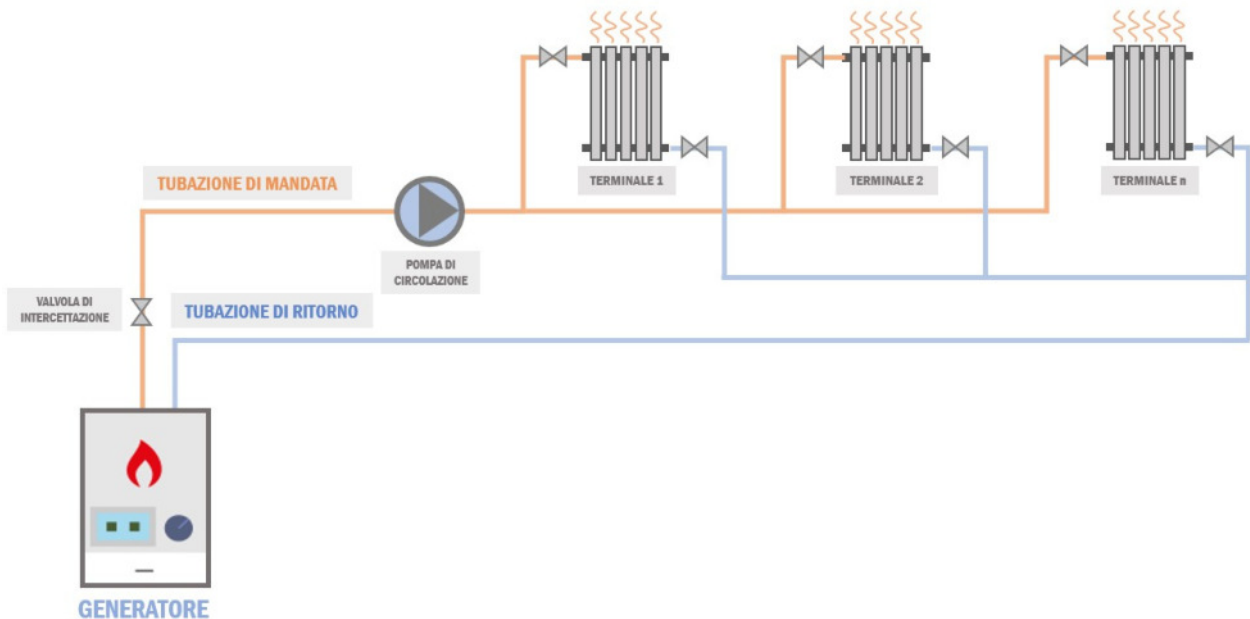 TERMINALE 1
TERMINALE 2
TERMINALE n
TUBAZIONE DI MANDATA
POMPA DI
CIRCOLAZIONE
VALVOLA DI
INTERCETTAZIONE
TUBAZIONE DI RITORNO
GENERATORE